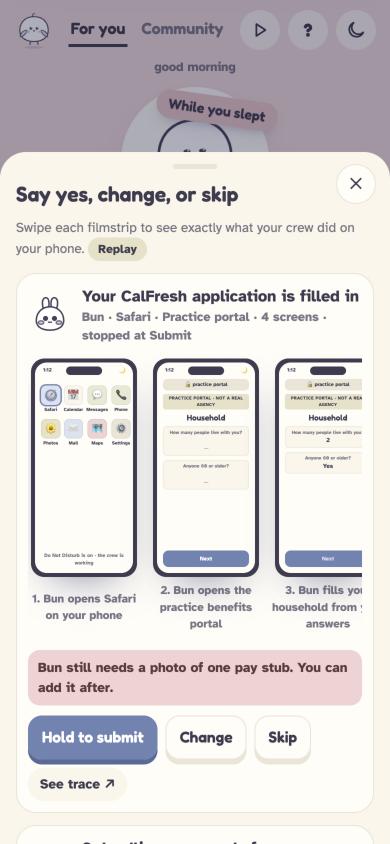 For you
Community
?
good morning
While you slept
Say yes, change, or skip
Swipe each filmstrip to see exactly what your crew did on
your phone. Replay
Your CalFresh application is filled in
Bun · Safari · Practice portal · 4 screens ·
stopped at Submit
1:12
Safari Calendar Messages Phone
Photos Mail Maps Settings
Do Not Disturb is on · the crew is
working
1. Bun opens Safari
on your phone
1:12
practice portal
PRACTICE PORTAL · NOT A REAL
AGENCY
Household
How many people live with you?
...
Anyone 60 or older?
...
Next
2. Bun opens the
practice benefits
portal
1:12
practice portal
PRACTICE PORTAL · NOT A REA
AGENCY
Household
How many people live with you?
2
Anyone 60 or older?
Yes
Next
3. Bun fills you
household from
answers
Bun still needs a photo of one pay stub. You can
add it after.
Hold to submit
Change
Skip
See trace ↗